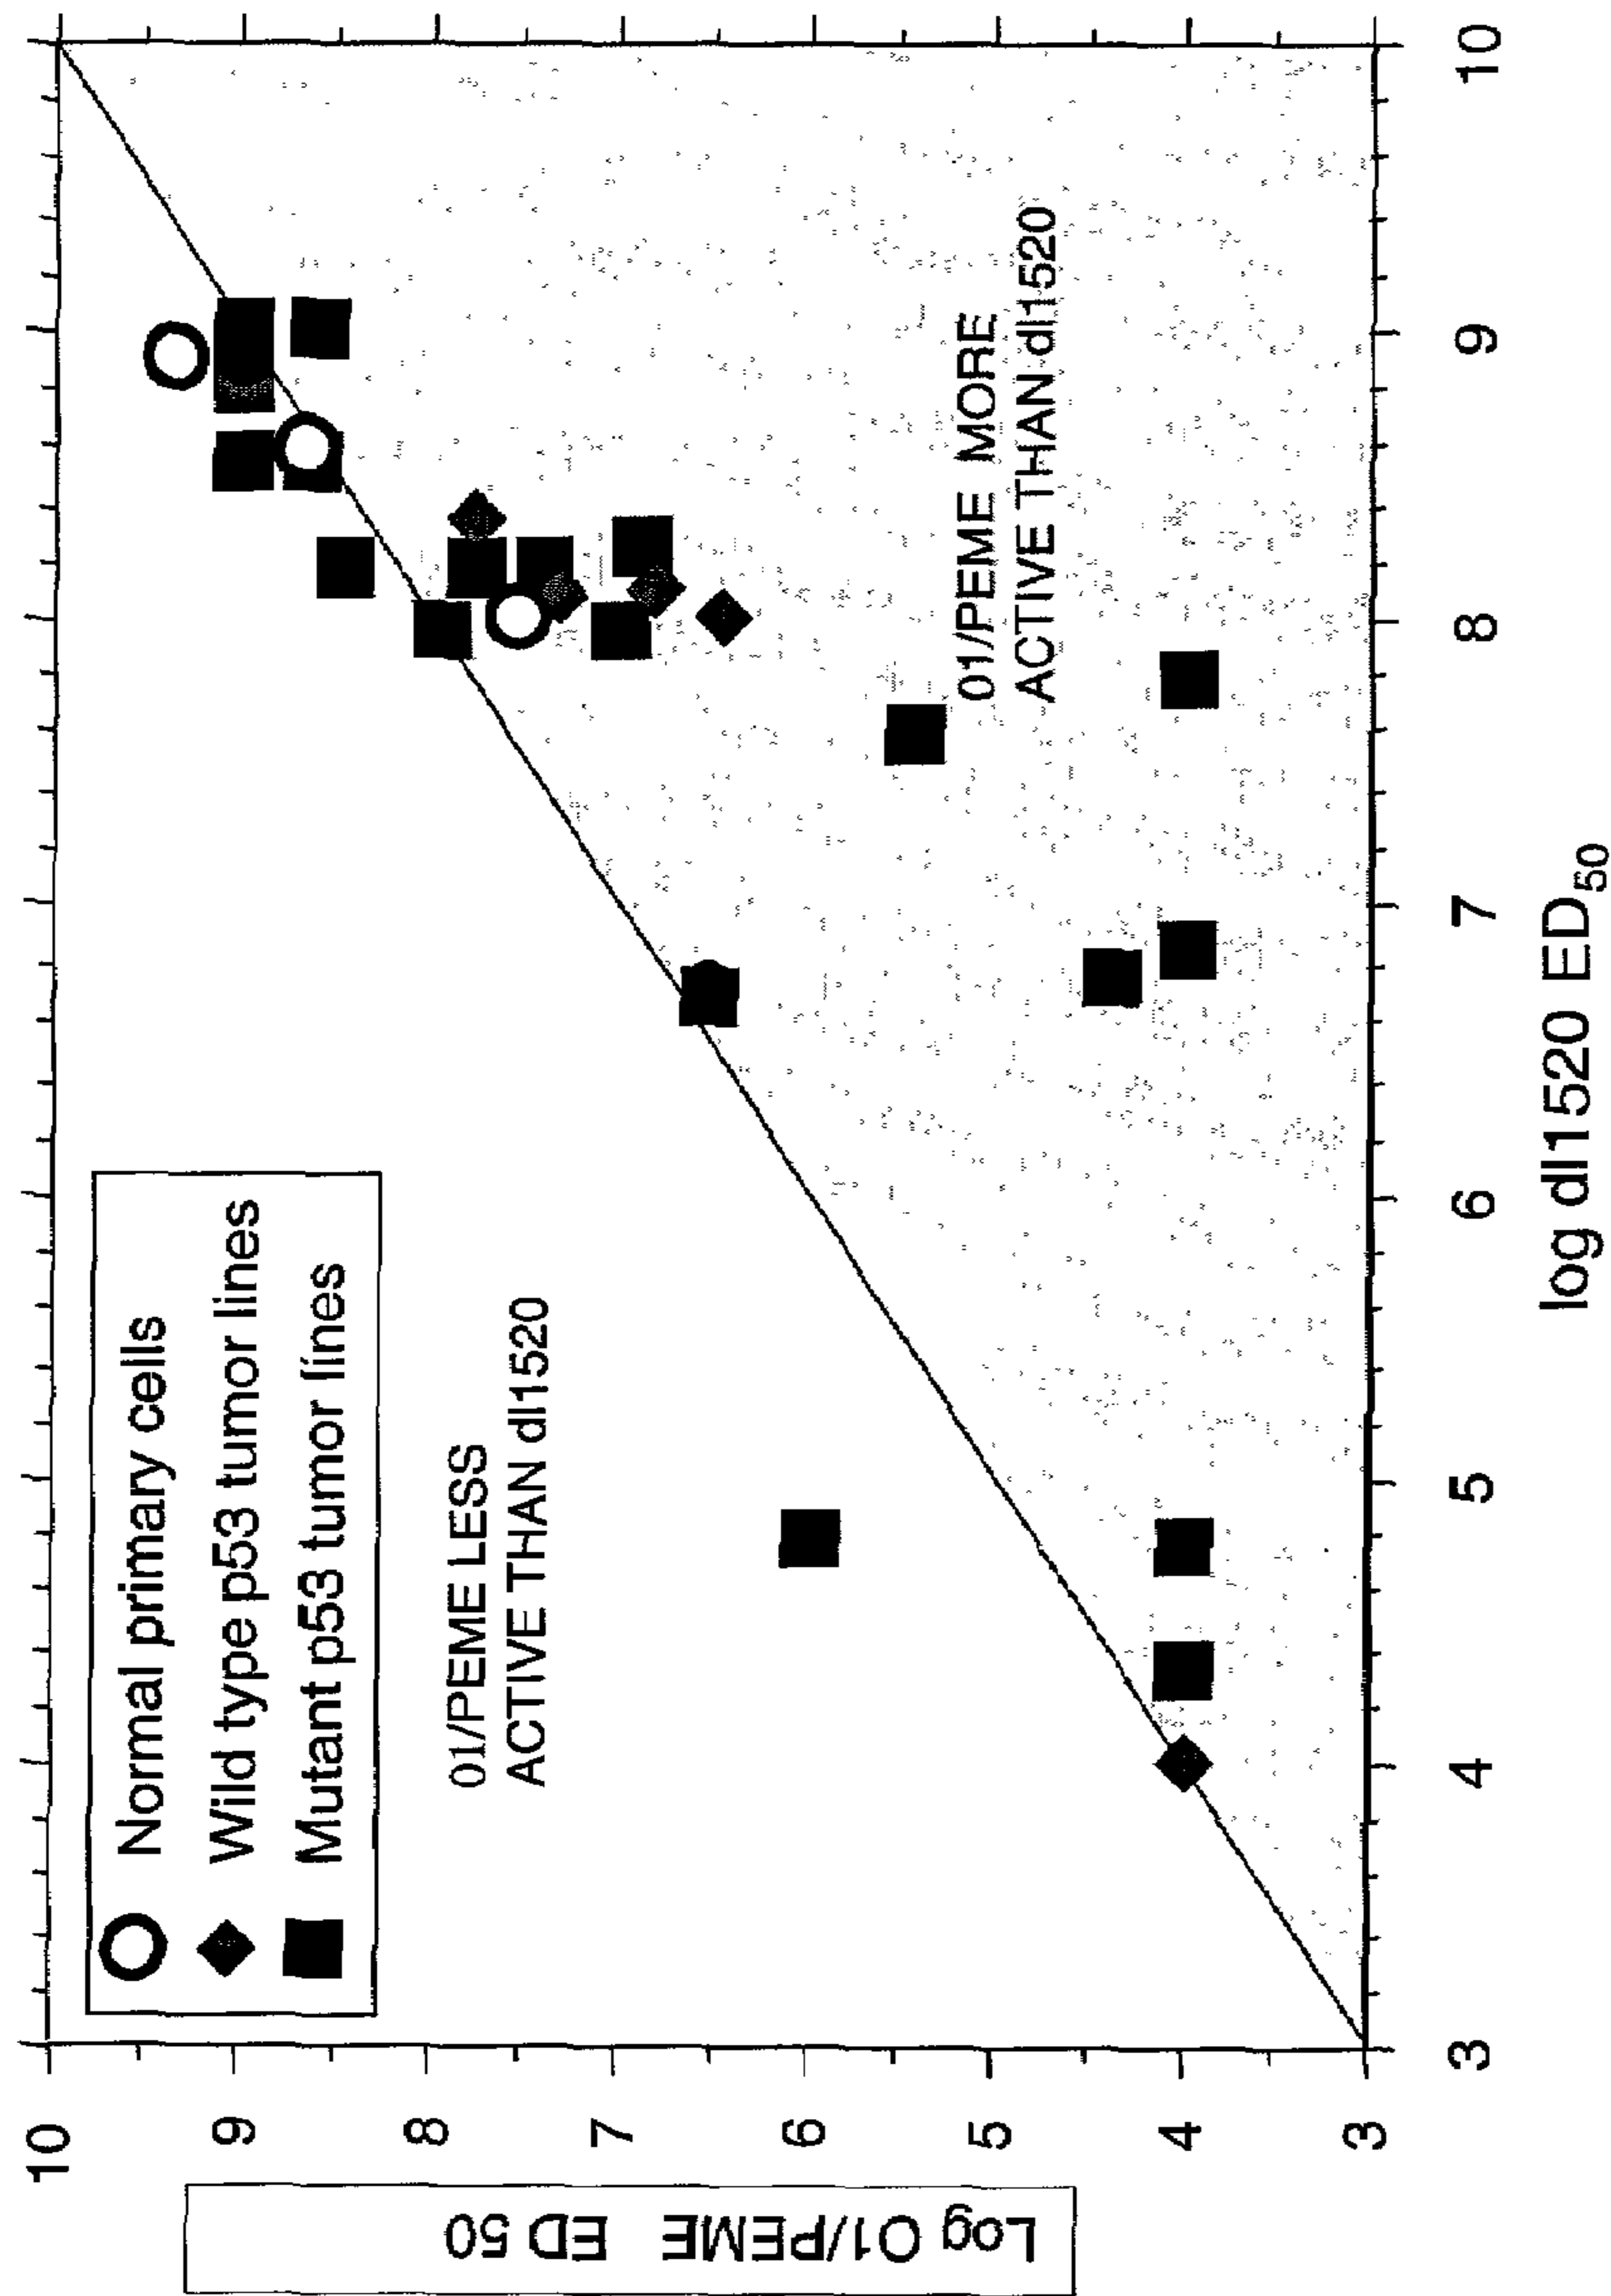 Normal primary cells
Wild type p53 tumor lines
Mutant p53 tumor lines
01/PEME LESS
ACTIVE THAN dl1520
01/PEME MORE
ACTIVE THAN dl1520
Log O1/PEME ED 50
10
9
8
7
6
5
4
3
3
4
5
6
7
8
9
10
log dl1520 ED50